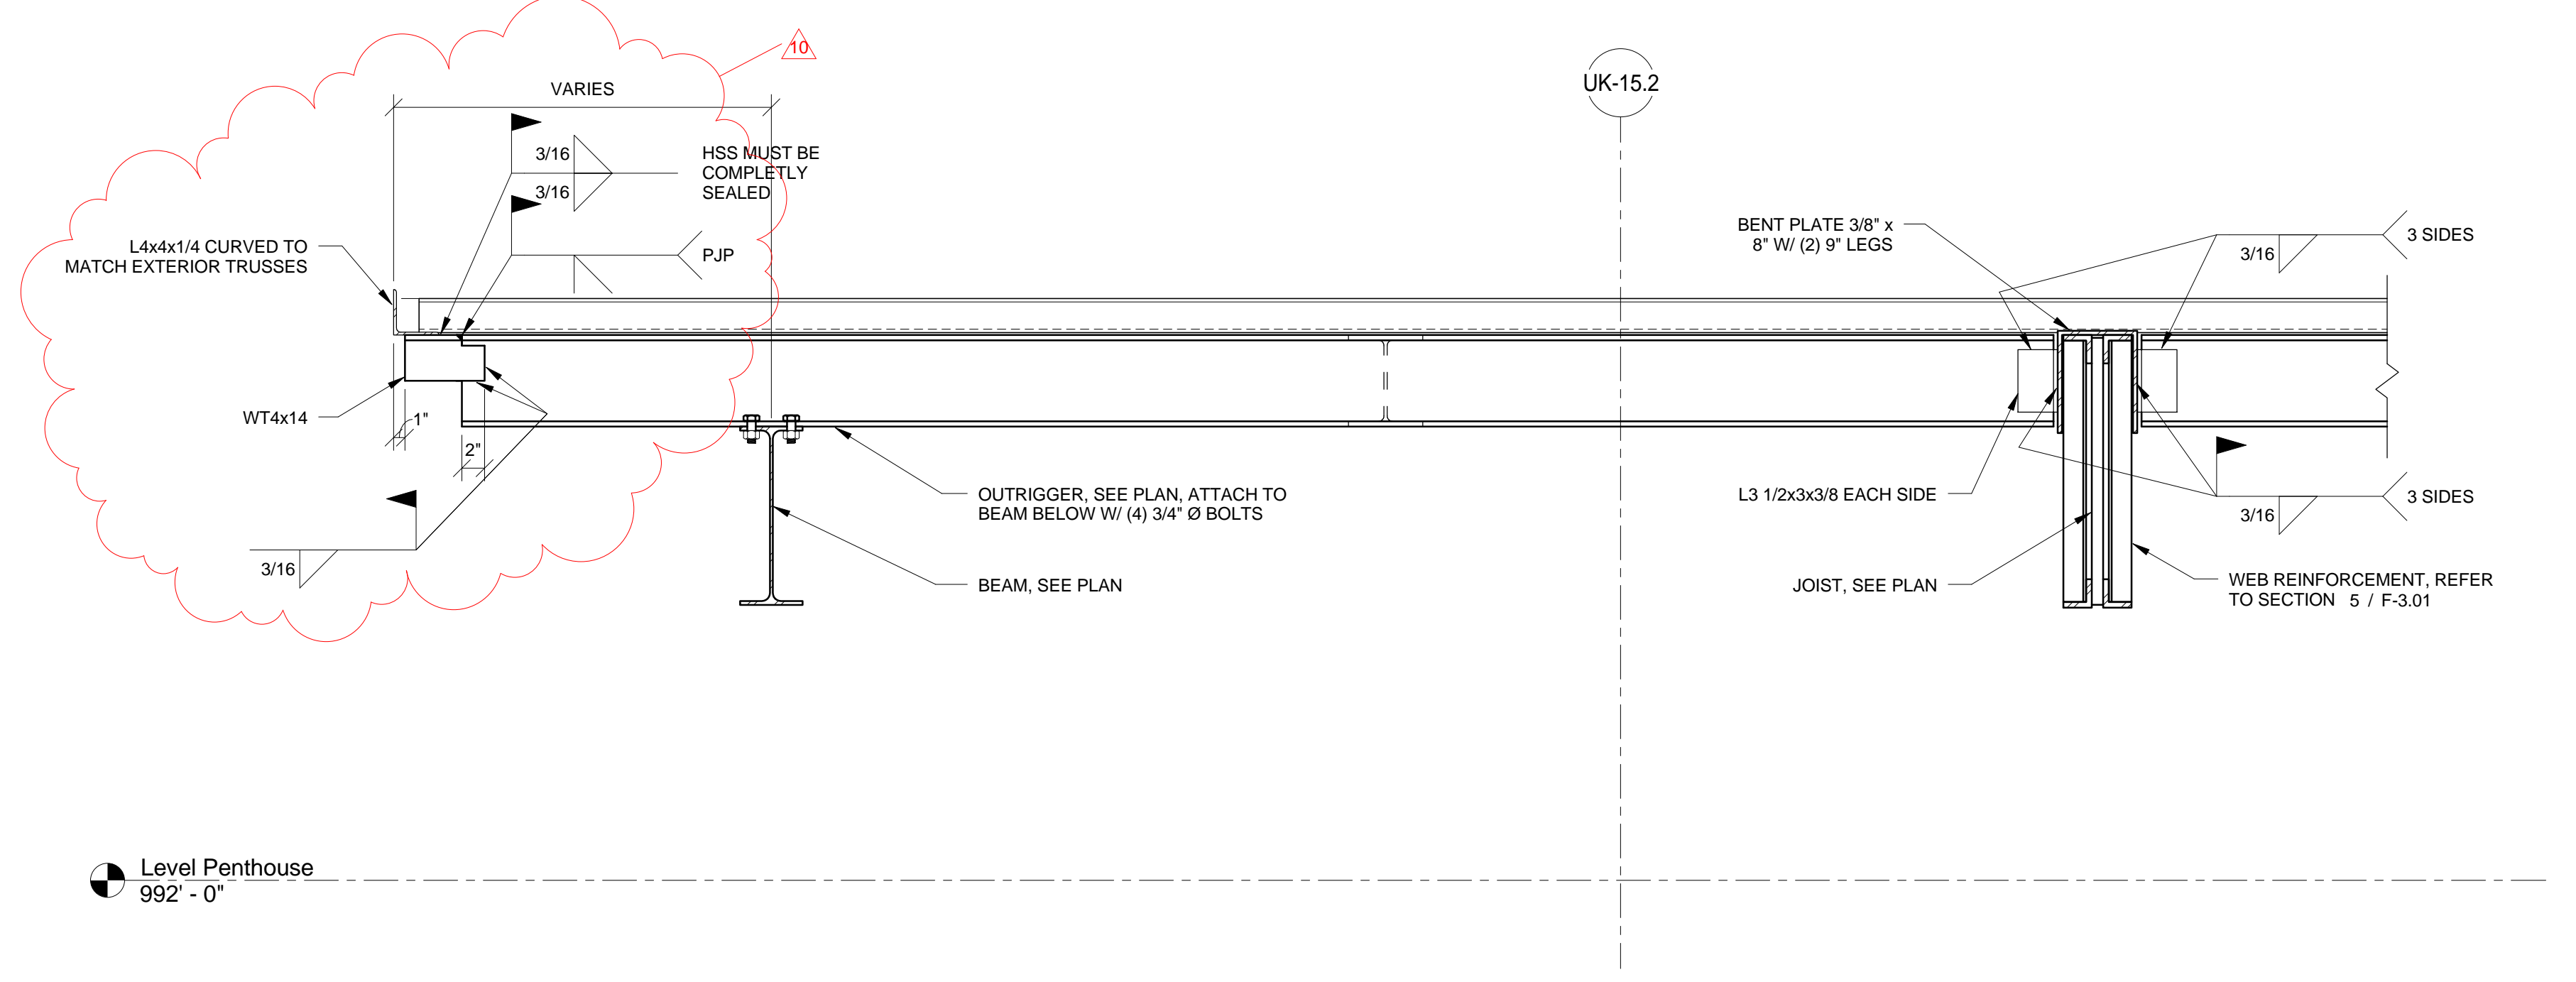 10
UK-15.2
VARIES
3/16
3/16
HSS MUST BE
COMPLETLY
SEALED
PJP
L4x4x1/4 CURVED TO
MATCH EXTERIOR TRUSSES
BENT PLATE 3/8" x
8" W/ (2) 9" LEGS
3/16
3 SIDES
WT4x14
1"
2"
3/16
OUTRIGGER, SEE PLAN, ATTACH TO
BEAM BELOW W/ (4) 3/4" Ø BOLTS
BEAM, SEE PLAN
L3 1/2x3x3/8 EACH SIDE
3/16
3 SIDES
JOIST, SEE PLAN
WEB REINFORCEMENT, REFER
TO SECTION 5 / F-3.01
Level Penthouse
992' - 0"